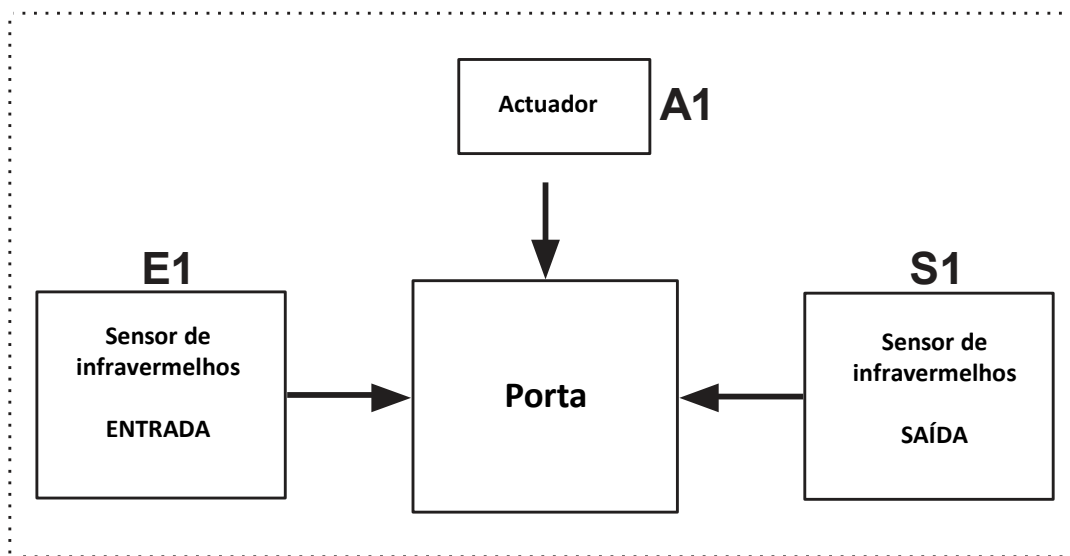 Actuador
A1
E1
Sensor de
infravermelhos
ENTRADA
Porta
S1
Sensor de
infravermelhos
SAÍDA